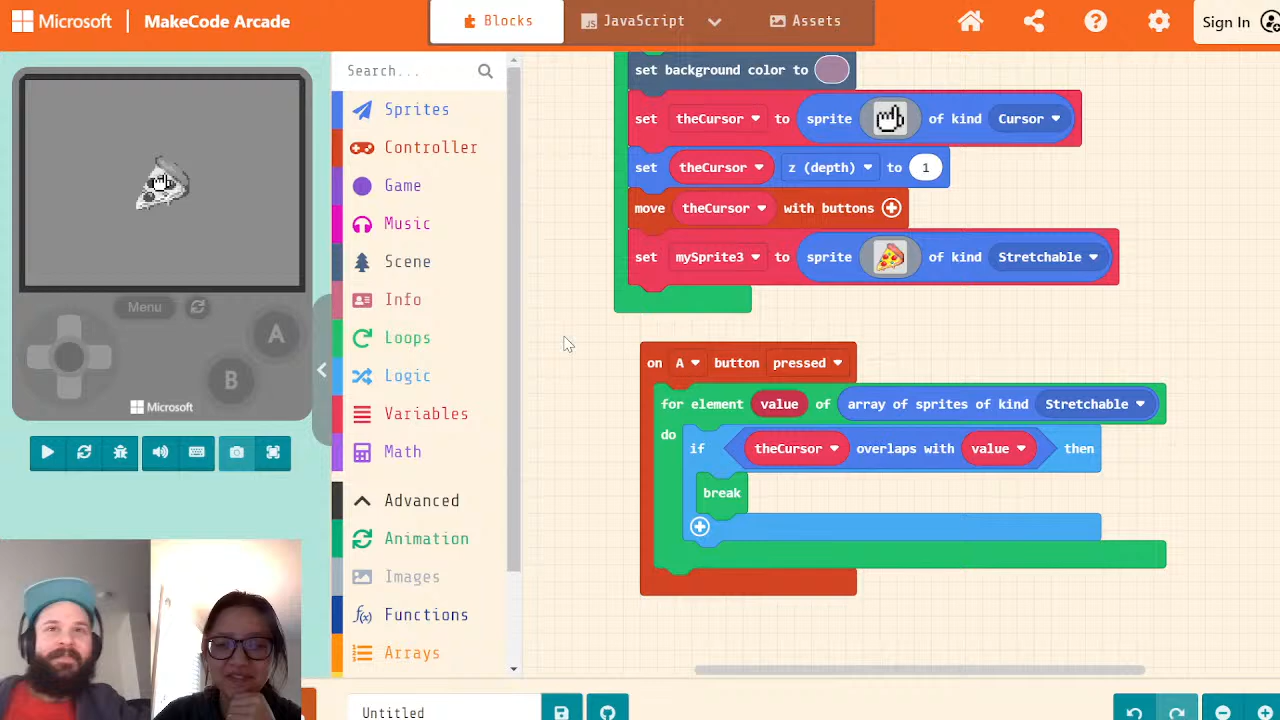 Microsoft | MakeCode Arcade
Blocks
JavaScript
Assets
Sign In
Menu
A
B
Microsoft
Search...
Sprites
Controller
Game
Music
Scene
Info
Loops
Logic
Variables
Math
Advanced
Animation
Images
Functions
Arrays
set background color to
set theCursor to sprite of kind Cursor
set theCursor z (depth) to 1
move theCursor with buttons
set mySprite3 to sprite of kind Stretchable
on A button pressed
for element value of array of sprites of kind Stretchable
do
if theCursor overlaps with value then
break
Untitled